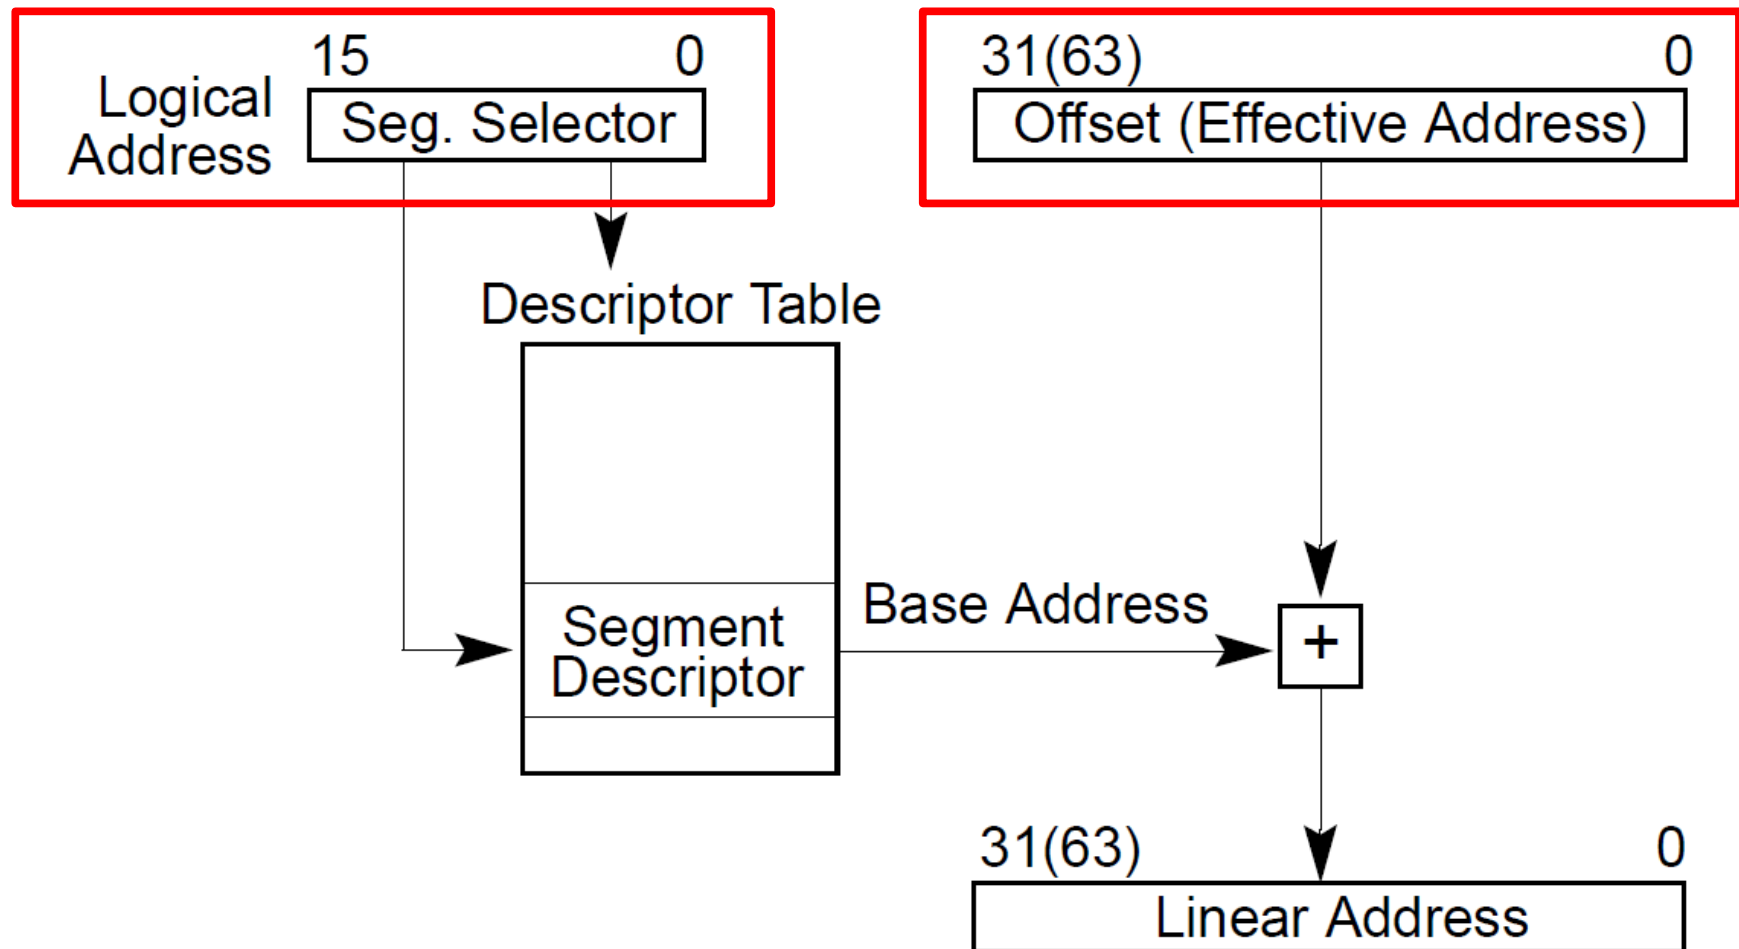 15 0
Logical
Address
Seg. Selector
31(63) 0
Offset (Effective Address)
Descriptor Table
Segment
Descriptor
Base Address
+
31(63) 0
Linear Address